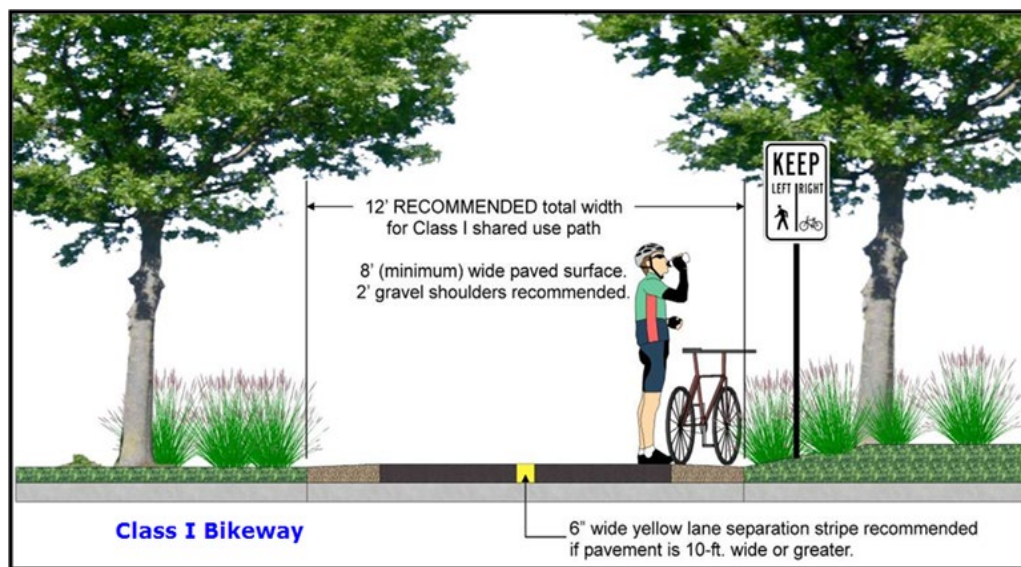 KEEP
LEFT RIGHT
12' RECOMMENDED total width
for Class I shared use path
8' (minimum) wide paved surface.
2' gravel shoulders recommended.
Class I Bikeway
6" wide yellow lane separation stripe recommended
if pavement is 10-ft. wide or greater.